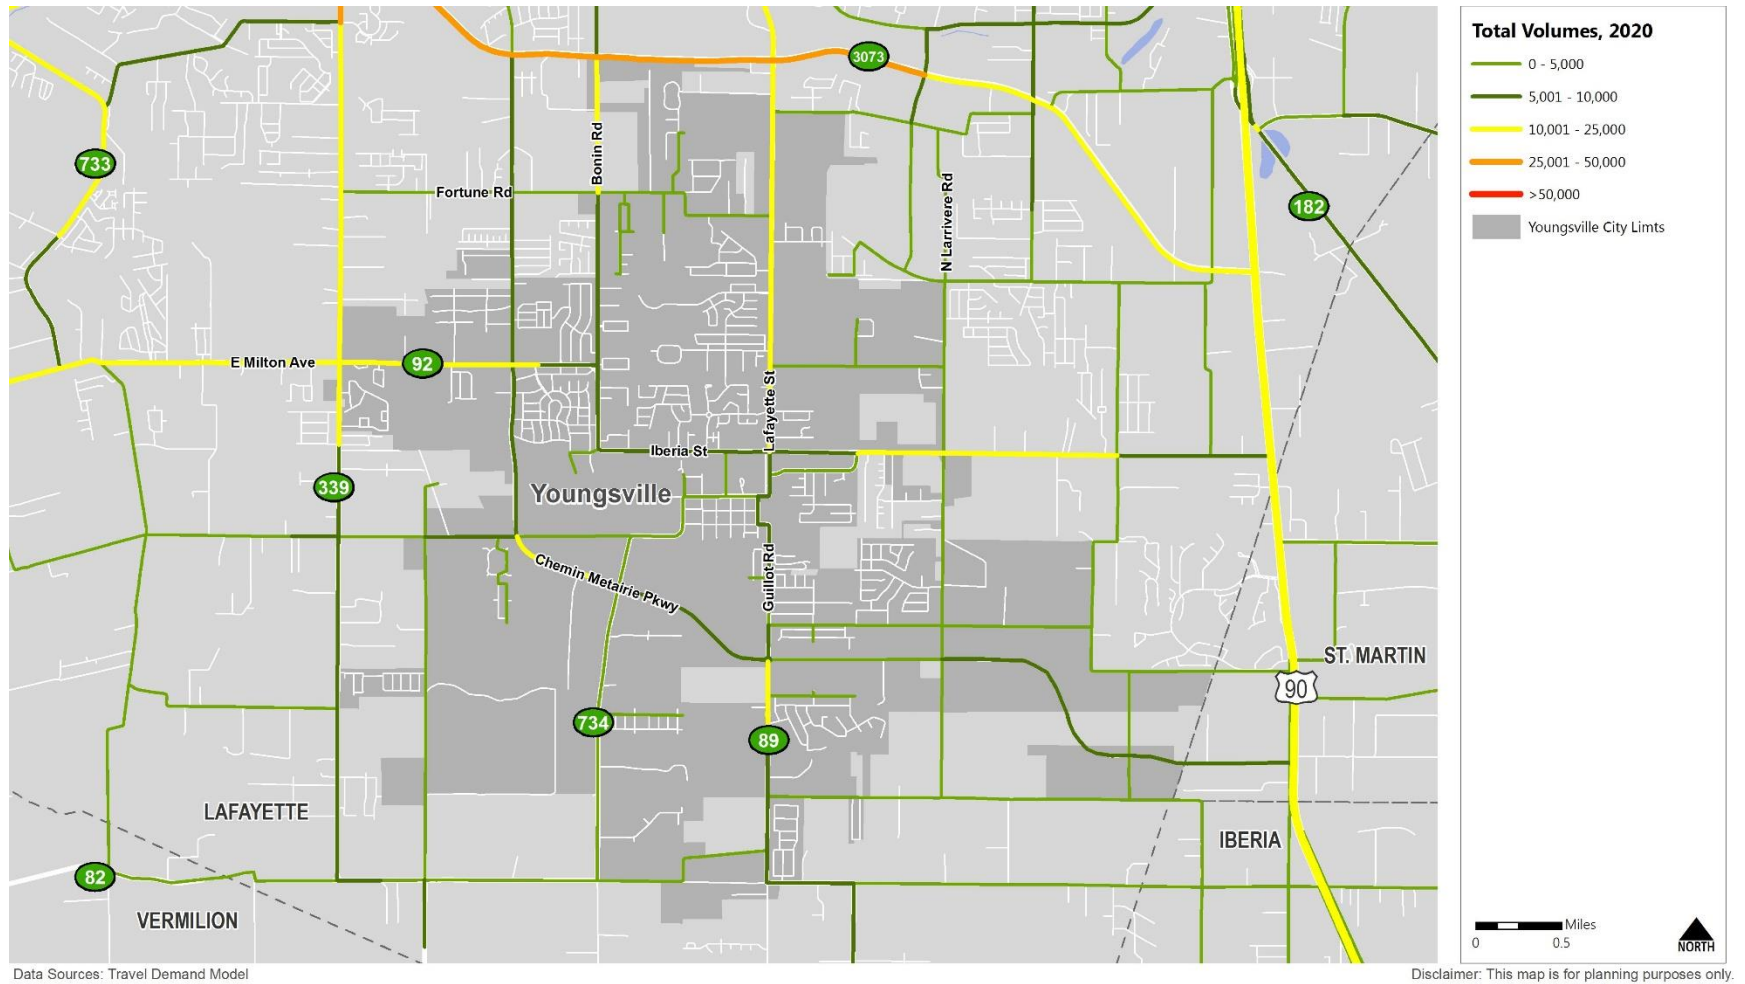 Total Volumes, 2020
0 - 5,000
5,001 - 10,000
10,001 - 25,000
25,001 - 50,000
>50,000
Youngsville City Limts
3073
Bonin Rd
733
Fortune Rd
N Larrivere Rd
182
E Milton Ave
92
Lafayette St
Iberia St
339
Youngsville
Chemin Metairie Pkwy
Guillot Rd
ST. MARTIN
90
734
89
LAFAYETTE
IBERIA
82
VERMILION
Miles
0 0.5
NORTH
Data Sources: Travel Demand Model
Disclaimer: This map is for planning purposes only.